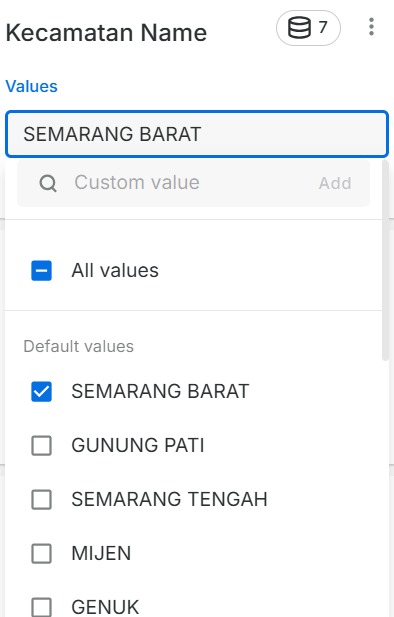 Kecamatan Name
7
Values
SEMARANG BARAT
Custom value
Add
All values
Default values
SEMARANG BARAT
GUNUNG PATI
SEMARANG TENGAH
MIJEN
GENUK